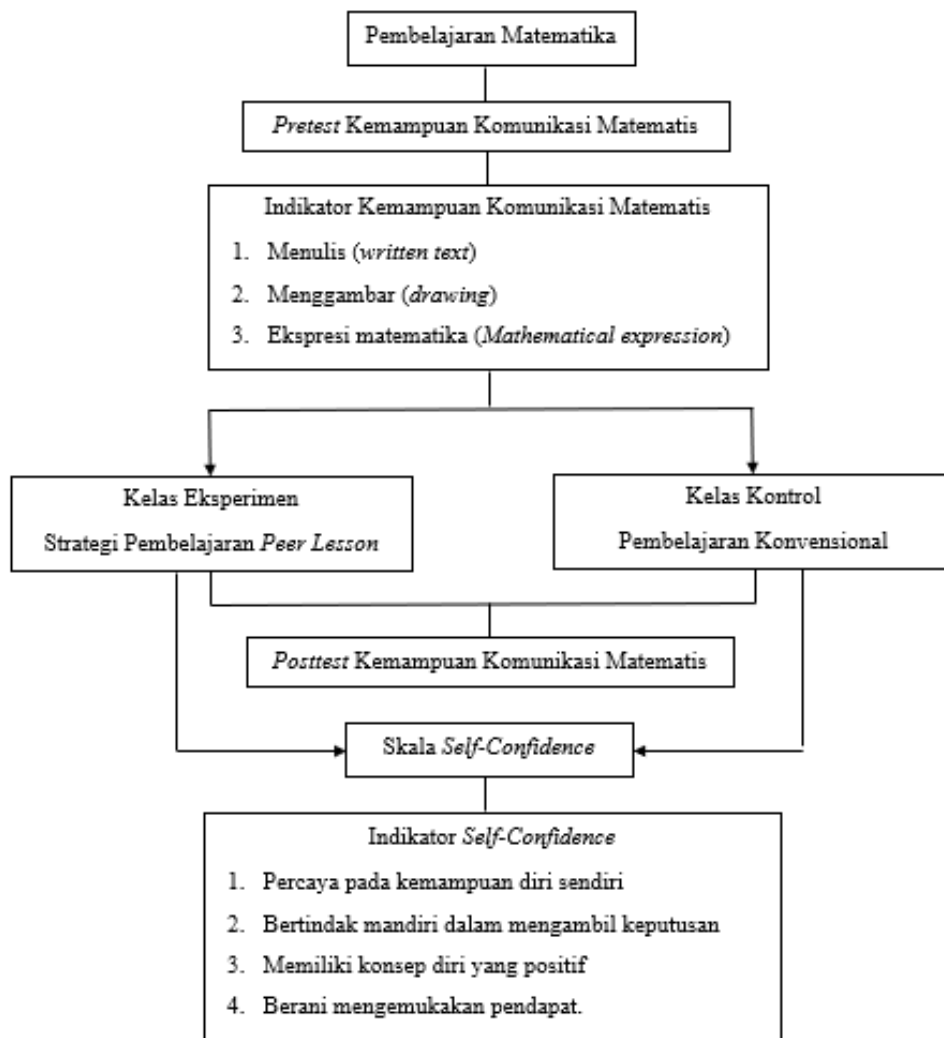 Pembelajaran Matematika
Pretest Kemampuan Komunikasi Matematis
Indikator Kemampuan Komunikasi Matematis
1. Menulis (written text)
2. Menggambar (drawing)
3. Ekspresi matematika (Mathematical expression)
Kelas Eksperimen
Strategi Pembelajaran Peer Lesson
Kelas Kontrol
Pembelajaran Konvensional
Posttest Kemampuan Komunikasi Matematis
Skala Self-Confidence
Indikator Self-Confidence
1. Percaya pada kemampuan diri sendiri
2. Bertindak mandiri dalam mengambil keputusan
3. Memiliki konsep diri yang positif
4. Berani mengemukakan pendapat.